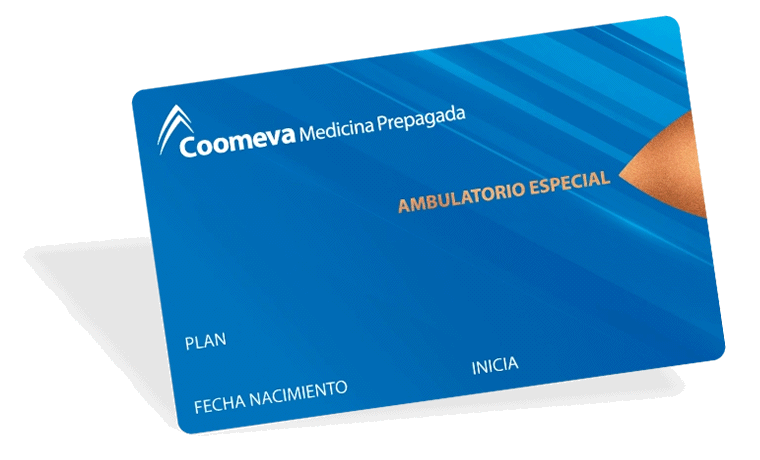 Coomeva Medicina Prepagada
AMBULATORIO ESPECIAL
PLAN
FECHA NACIMIENTO
INICIA